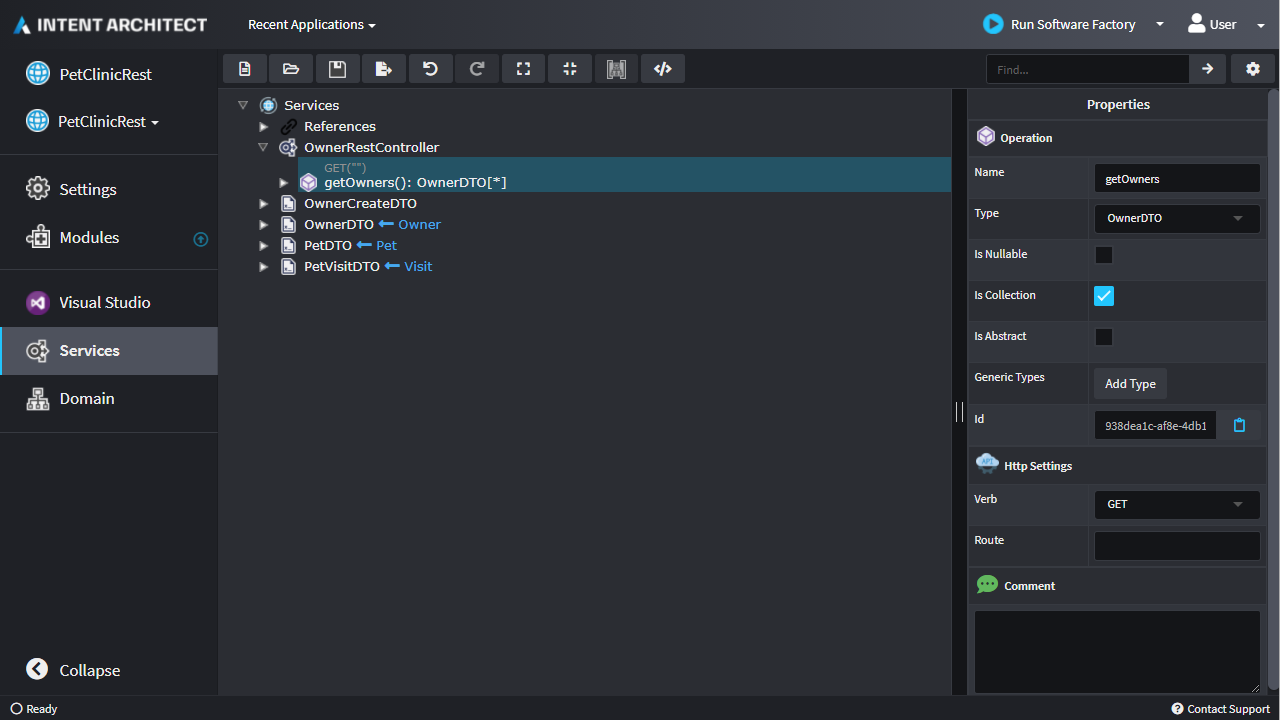 INTENT ARCHITECT
Recent Applications
Run Software Factory
User
PetClinicRest
PetClinicRest
Settings
Modules
Visual Studio
Services
Domain
Collapse
Find...
Services
References
OwnerRestController
GET("")
getOwners(): OwnerDTO[*]
OwnerCreateDTO
OwnerDTO Owner
PetDTO Pet
PetVisitDTO Visit
Properties
Operation
Name getOwners
Type OwnerDTO
Is Nullable
Is Collection
Is Abstract
Generic Types Add Type
Id 938dea1c-af8e-4db1
Http Settings
API
Verb GET
Route
Comment
Ready
Contact Support